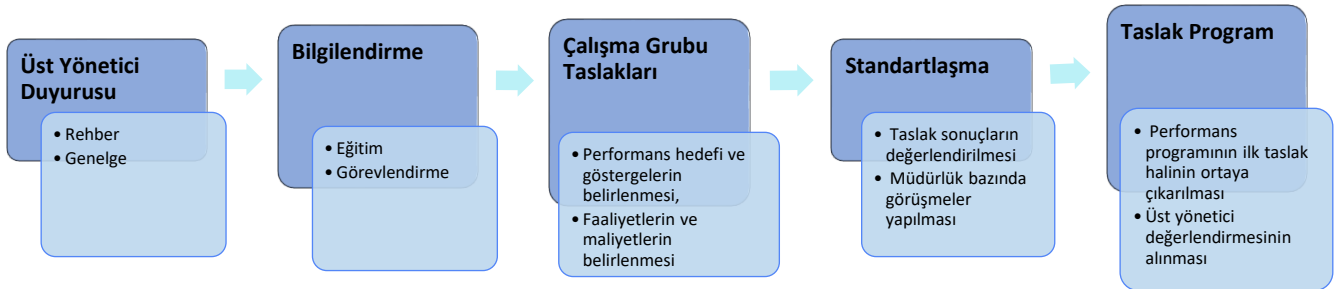 Üst Yönetici
Duyurusu
• Rehber
• Genelge
Bilgilendirme
• Eğitim
• Görevlendirme
Çalışma Grubu
Taslakları
• Performans hedefi ve
göstergelerin
belirlenmesi,
• Faaliyetlerin ve
maliyetlerin
belirlenmesi
Standartlaşma
• Taslak sonuçların
değerlendirilmesi
• Müdürlük bazında
görüşmeler
yapılması
Taslak Program
• Performans
programının ilk taslak
halinin ortaya
çıkarılması
• Üst yönetici
değerlendirmesinin
alınması